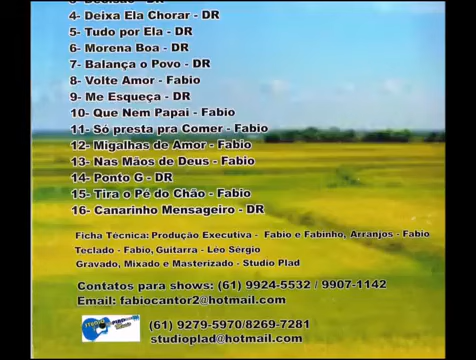 3- Decisão - DR
4- Deixa Ela Chorar - DR
5- Tudo por Ela - DR
6- Morena Boa - DR
7- Balança o Povo - DR
8- Volte Amor - Fabio
9- Me Esqueça - DR
10- Que Nem Papai - Fabio
11- Só presta pra Comer - Fabio
12- Migalhas de Amor - Fabio
13- Nas Mãos de Deus - Fabio
14- Ponto G - DR
15- Tira o Pé do Chão - Fabio
16- Canarinho Mensageiro - DR
Ficha Técnica: Produção Executiva - Fabio e Fabinho, Arranjos - Fabio
Teclado - Fabio, Guitarra - Léo Sérgio
Gravado, Mixado e Masterizado - Studio Plad
Contatos para shows: (61) 9924-5532 / 9907-1142
Email: fabiocantor2@hotmail.com
(61) 9279-5970/8269-7281
studioplad@hotmail.com